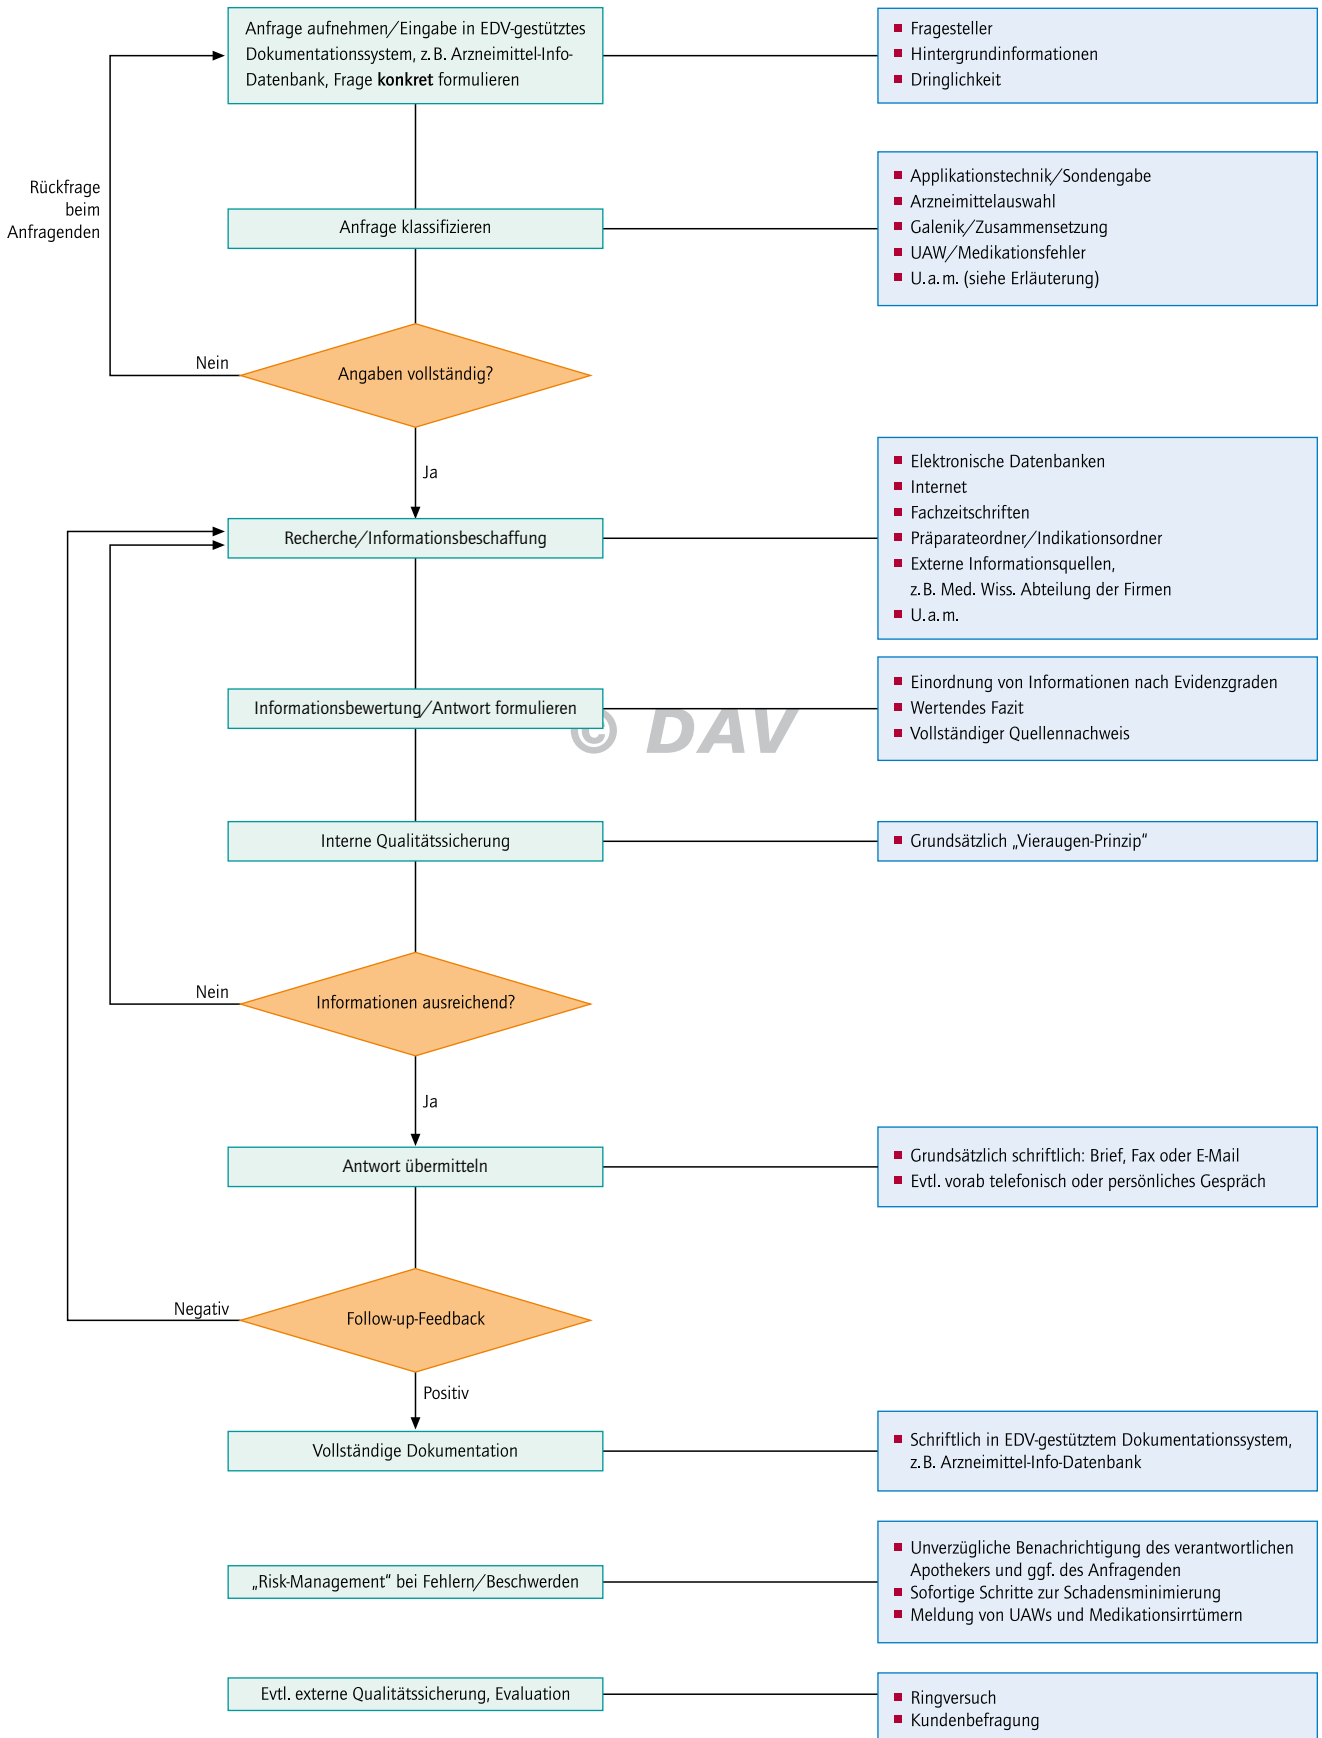 Anfrage aufnehmen/Eingabe in EDV-gestütztes
Dokumentationssystem, z. B. Arzneimittel-Info-
Datenbank, Frage konkret formulieren
Fragesteller
Hintergrundinformationen
Dringlichkeit
Rückfrage
beim
Anfragenden
Anfrage klassifizieren
Applikationstechnik/Sondengabe
Arzneimittelauswahl
Galenik/Zusammensetzung
UAW/Medikationsfehler
U. a. m. (siehe Erläuterung)
Nein
Angaben vollständig?
Ja
Recherche/Informationsbeschaffung
Elektronische Datenbanken
Internet
Fachzeitschriften
Präparateordner/Indikationsordner
Externe Informationsquellen,
z. B. Med. Wiss. Abteilung der Firmen
U. a. m.
Informationsbewertung/Antwort formulieren
Einordnung von Informationen nach Evidenzgraden
Wertendes Fazit
Vollständiger Quellennachweis
© DAV
Interne Qualitätssicherung
Grundsätzlich „Vieraugen-Prinzip“
Nein
Informationen ausreichend?
Ja
Antwort übermitteln
Grundsätzlich schriftlich: Brief, Fax oder E-Mail
Evtl. vorab telefonisch oder persönliches Gespräch
Negativ
Follow-up-Feedback
Positiv
Vollständige Dokumentation
Schriftlich in EDV-gestütztem Dokumentationssystem,
z. B. Arzneimittel-Info-Datenbank
„Risk-Management“ bei Fehlern/Beschwerden
Unverzügliche Benachrichtigung des verantwortlichen
Apothekers und ggf. des Anfragenden
Sofortige Schritte zur Schadensminimierung
Meldung von UAWs und Medikationsirrtümern
Evtl. externe Qualitätssicherung, Evaluation
Ringversuch
Kundenbefragung